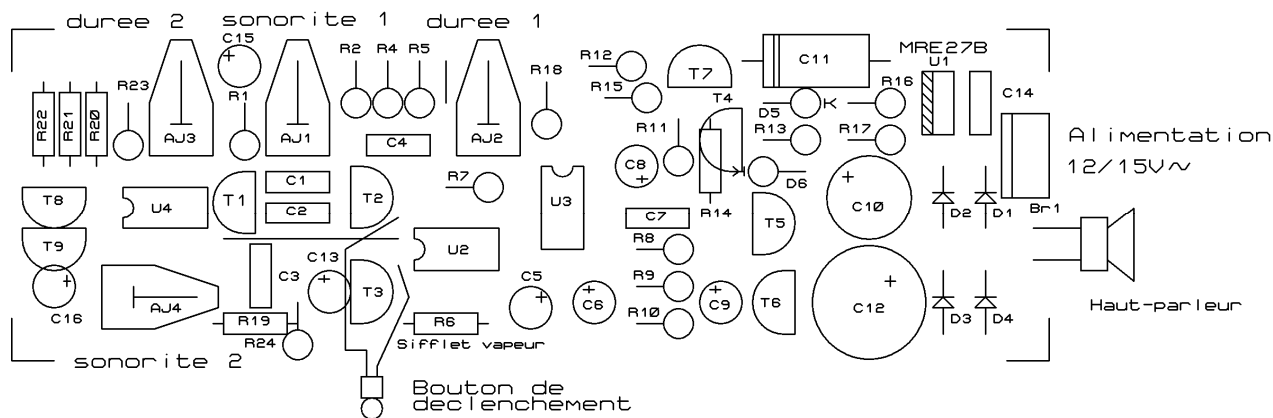 duree 2
sonorite 1
duree 1
C15
R2
R4
R5
R18
R12
R15
T7
C11
MRE27B
U1
R16
C14
R23
R1
R22
R21
R20
AJ3
AJ1
C4
AJ2
R11
T4
D5
K
R13
R17
Alimentation
12/15V~
C8
R14
D6
T8
U4
T1
C1
C2
T2
R7
U3
C7
T5
C10
D2
D1
Br1
T9
C16
AJ4
C3
C13
T3
U2
R8
R9
R10
C5
C6
C9
T6
C12
D3
D4
Haut-parleur
R19
R24
R6
Sifflet vapeur
sonorite 2
Bouton de
declenchement